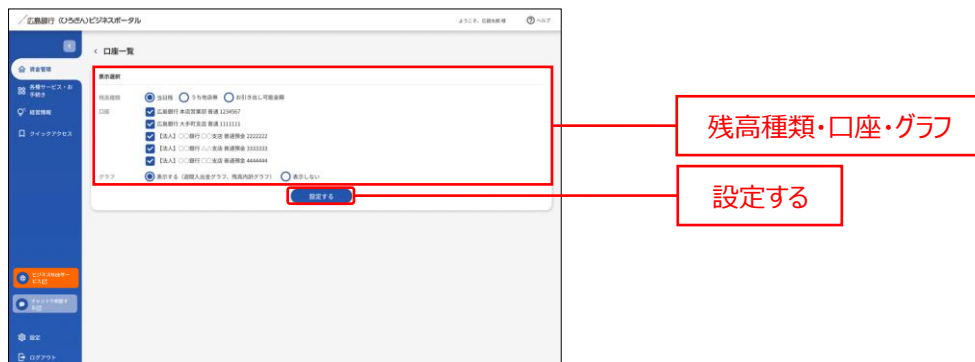 広島銀行 (ひろぎん)ビジネスポータル
ようこそ、広銀 様
ヘルプ
< 口座一覧
資金管理
各種サービス・お
手続き
経営情報
クイックアクセス
表示選択
残高種類
当日残
うち他店券
お引き出し可能金額
口座
広島銀行 本店営業部 普通 1234567
広島銀行 大手町支店 普通 1111111
【法人】〇〇銀行 〇〇支店 普通預金 2222222
【法人】〇〇銀行 △△支店 普通預金 3333333
【法人】〇〇銀行 〇〇支店 普通預金 4444444
グラフ
表示する (週間入出金グラフ、残高内訳グラフ)
表示しない
設定する
残高種類・口座・グラフ
設定する
チャットで相談す
る
設定
ログアウト